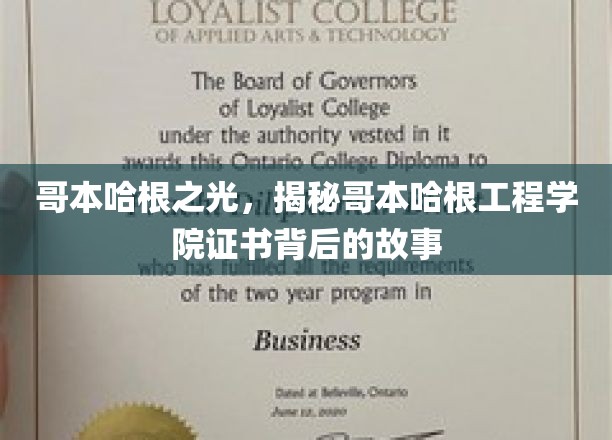 LOYALIST COLLEGE
OF APPLIED ARTS & TECHNOLOGY
The Board of Governors
of Loyalist College
under the authority vested in it
awards this Ontario College Diploma to
哥本哈根之光，揭秘哥本哈根工程学
院证书背后的故事
who has fulfilled all the requirements
of the two year program in
Business
Dated at Belleville, Ontario
June 12, 2020